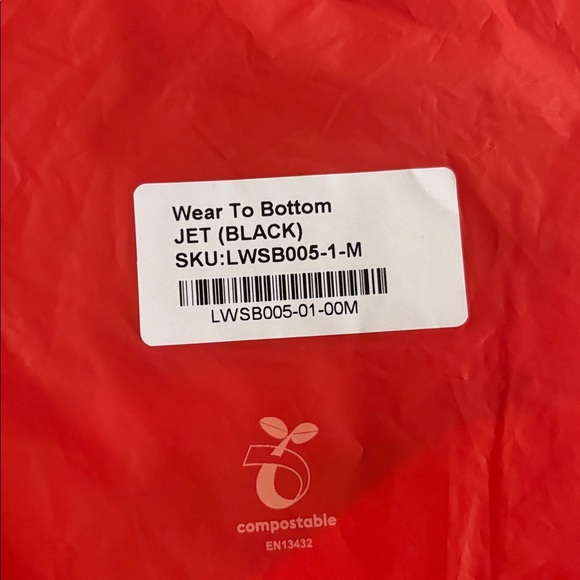 Wear To Bottom
JET (BLACK)
SKU:LWSB005-1-M
LWSB005-01-00M
compostable
EN13432